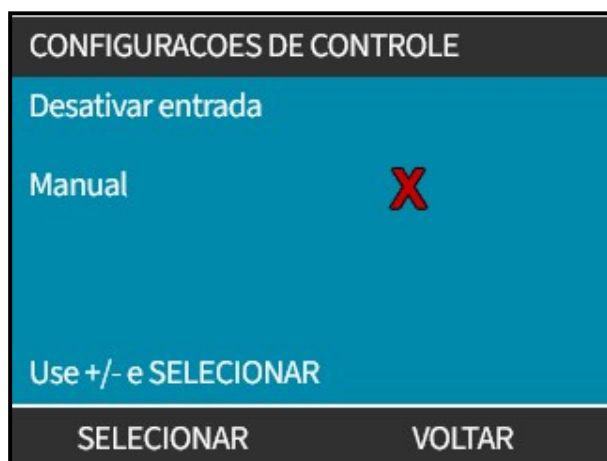 CONFIGURACOES DE CONTROLE
Desativar entrada
Manual X
Use +/- e SELECIONAR
SELECIONAR VOLTAR